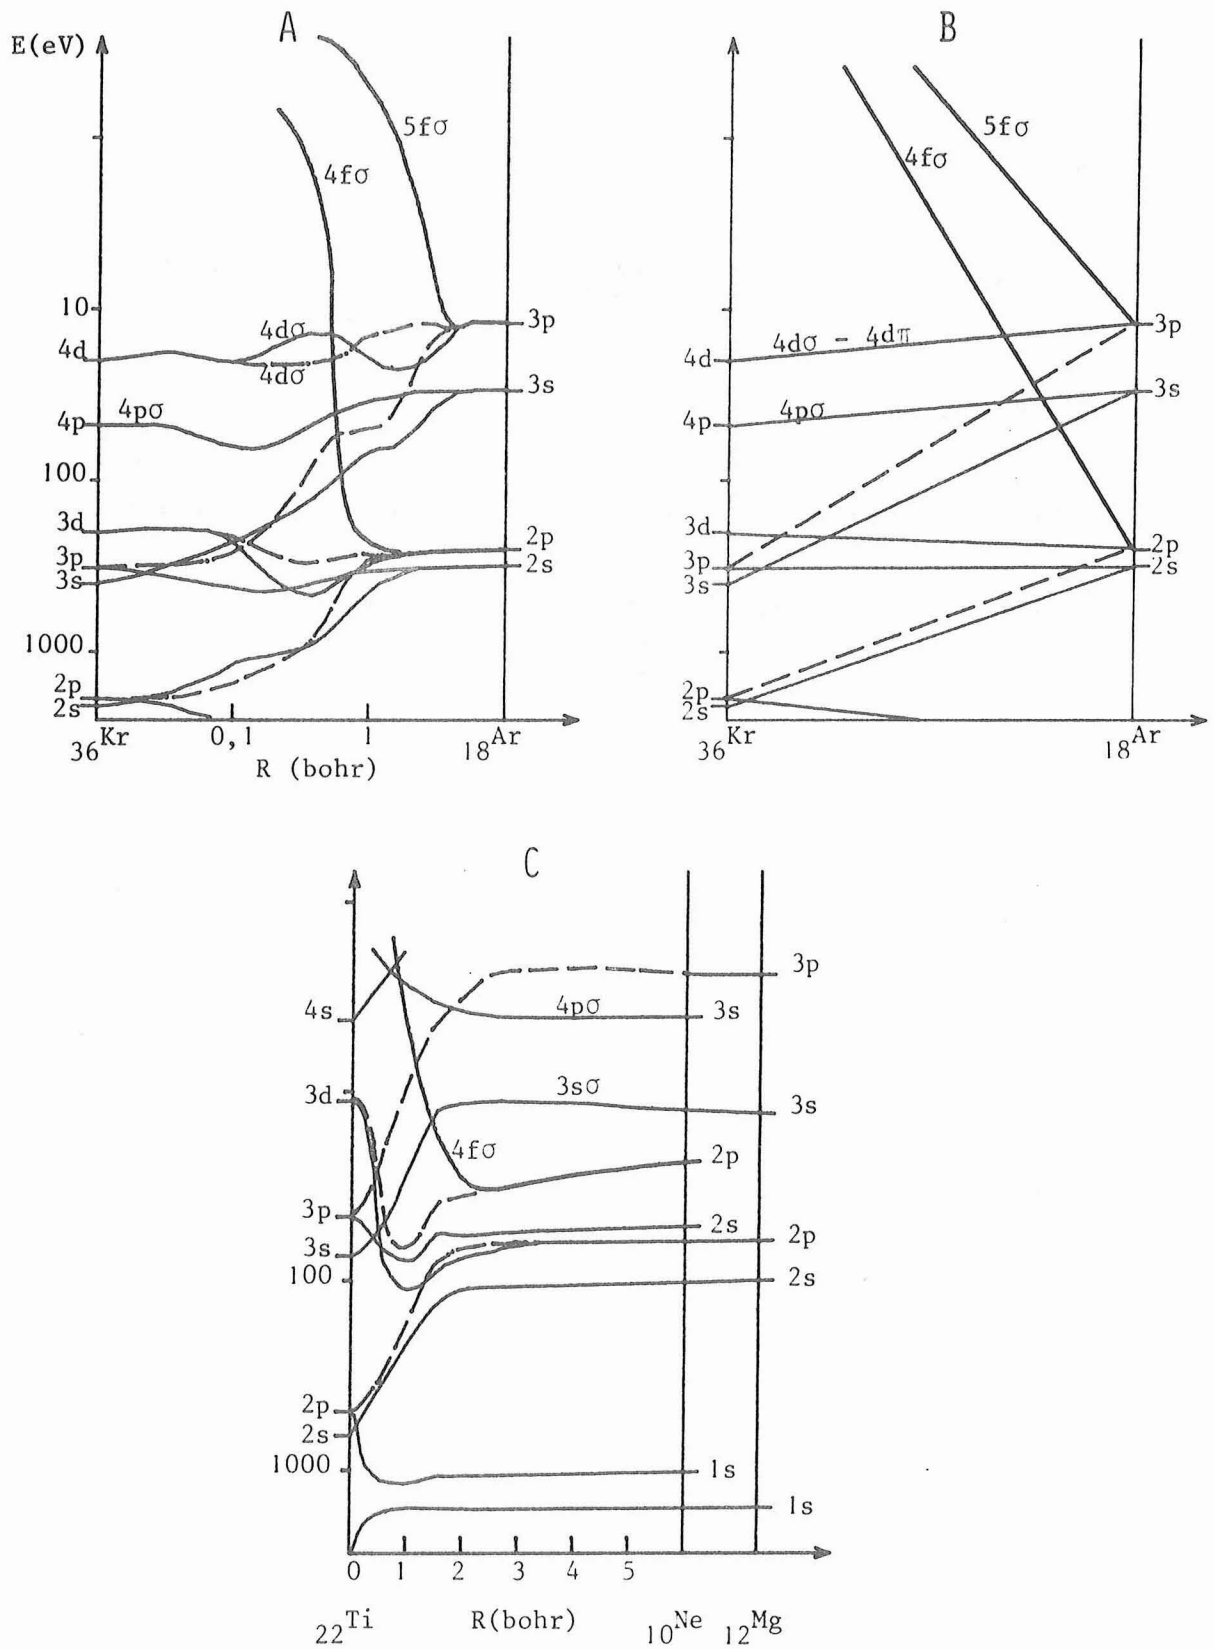 A
B
E(eV)
5fσ
5fσ
4fσ
4fσ
10
3p
3p
4dσ
4dσ - 4dπ
4d
4d
4dσ
3s
3s
4pσ
4pσ
4p
4p
100
3d
3d
2p
2p
3p
3p
2s
2s
3s
3s
1000
2p
2p
2s
2s
36Kr
0,1
1
18Ar
36Kr
18Ar
R (bohr)
C
3p
4s
4pσ
3s
3d
3sσ
3s
4fσ
2p
3p
2s
2p
3s
100
2s
2p
2s
1000
1s
1s
0
1
2
3
4
5
22Ti
R(bohr)
10Ne
12Mg